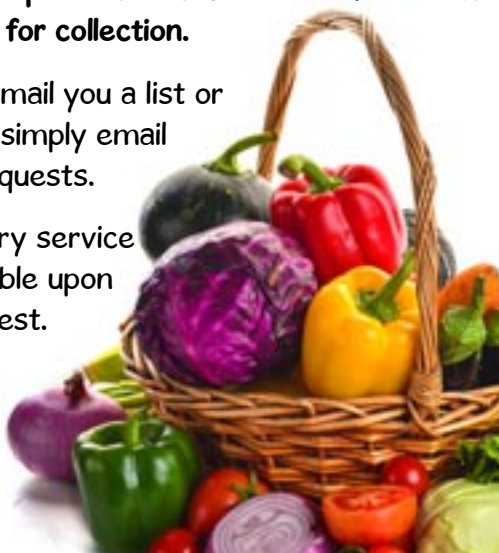 for collection.
mail you a list or
simply email
quests.
ry service
ble upon
est.